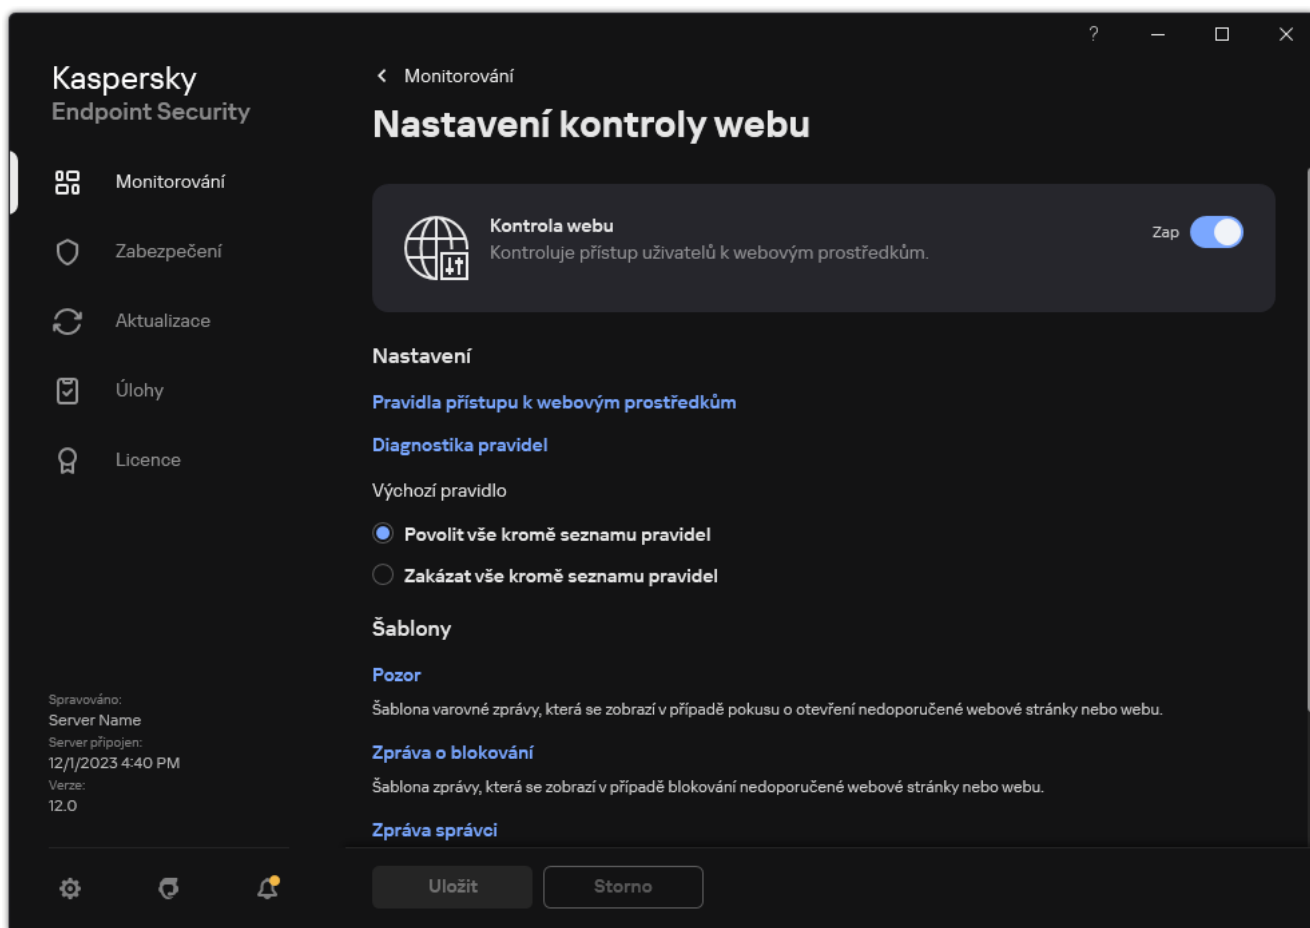 ?
Kaspersky
Endpoint Security
Monitorování
Zabezpečení
Aktualizace
Úlohy
Licence
Spravováno:
Server Name
Server připojen:
12/1/2023 4:40 PM
Verze:
12.0
Monitorování
Nastavení kontroly webu
Kontrola webu
Kontroluje přístup uživatelů k webovým prostředkům.
Zap
Nastavení
Pravidla přístupu k webovým prostředkům
Diagnostika pravidel
Výchozí pravidlo
Povolit vše kromě seznamu pravidel
Zakázat vše kromě seznamu pravidel
Šablony
Pozor
Šablona varovné zprávy, která se zobrazí v případě pokusu o otevření nedoporučené webové stránky nebo webu.
Zpráva o blokování
Šablona zprávy, která se zobrazí v případě blokování nedoporučené webové stránky nebo webu.
Zpráva správci
Uložit
Storno